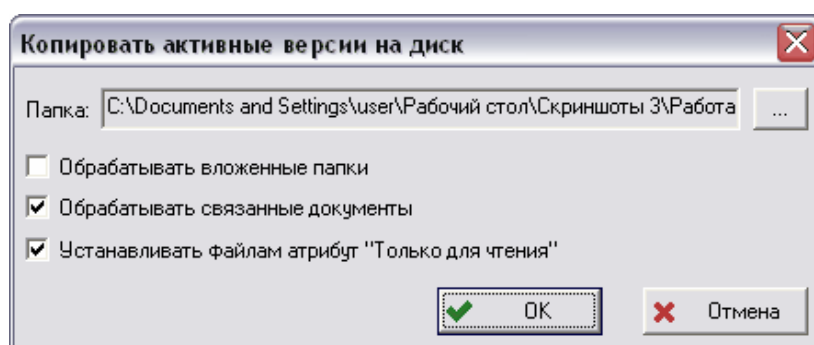 Копировать активные версии на диск
Папка: C:\Documents and Settings\user\Рабочий стол\Скриншоты 3\Работа ...
Обрабатывать вложенные папки
Обрабатывать связанные документы
Устанавливать файлам атрибут "Только для чтения"
OK Отмена